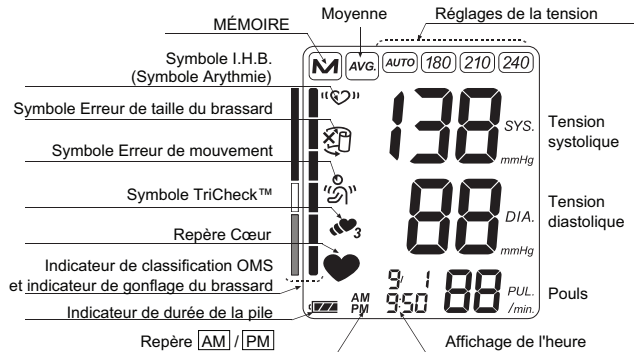 MÉMOIRE
Moyenne
Réglages de la tension
Symbole I.H.B.
(Symbole Arythmie)
Symbole Erreur de taille du brassard
Symbole Erreur de mouvement
Symbole TriCheck™
Repère Cœur
Indicateur de classification OMS
et indicateur de gonflage du brassard
Indicateur de durée de la pile
Repère AM / PM
M AVG. AUTO 180 210 240
138 SYS. mmHg
Tension
systolique
88 DIA. mmHg
Tension
diastolique
3
9/ 1
AM
PM
9:50
88 PUL. /min.
Pouls
Affichage de l'heure